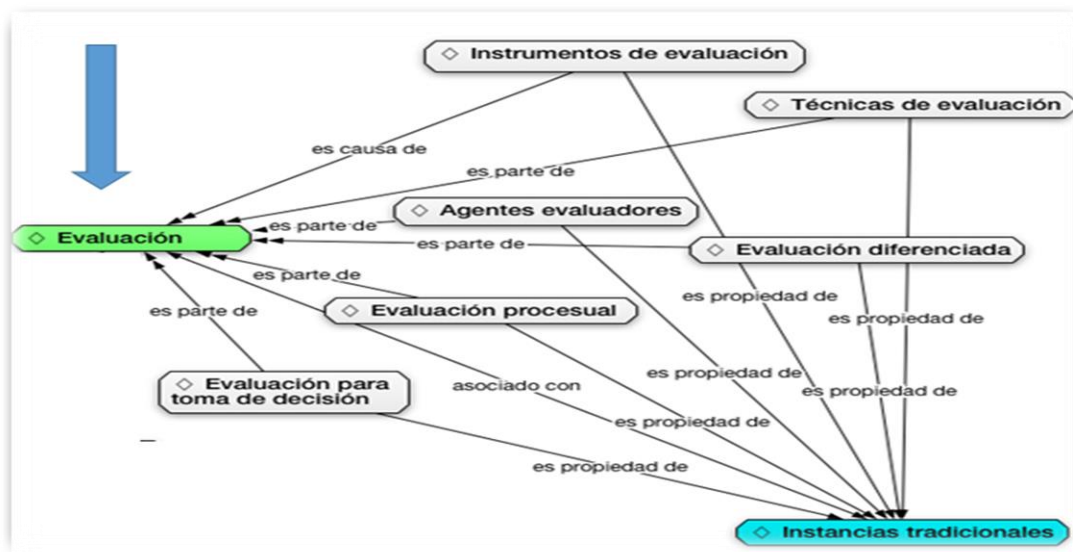 ◇ Instrumentos de evaluación
◇ Técnicas de evaluación
es causa de
es parte de
◇ Agentes evaluadores
es parte de
◇ Evaluación
es parte de
◇ Evaluación diferenciada
es parte de
es propiedad de
◇ Evaluación procesual
es parte de
es propiedad de
es propiedad de
◇ Evaluación para
toma de decisión
asociado con
es propiedad de
es propiedad de
es propiedad de
◇ Instancias tradicionales